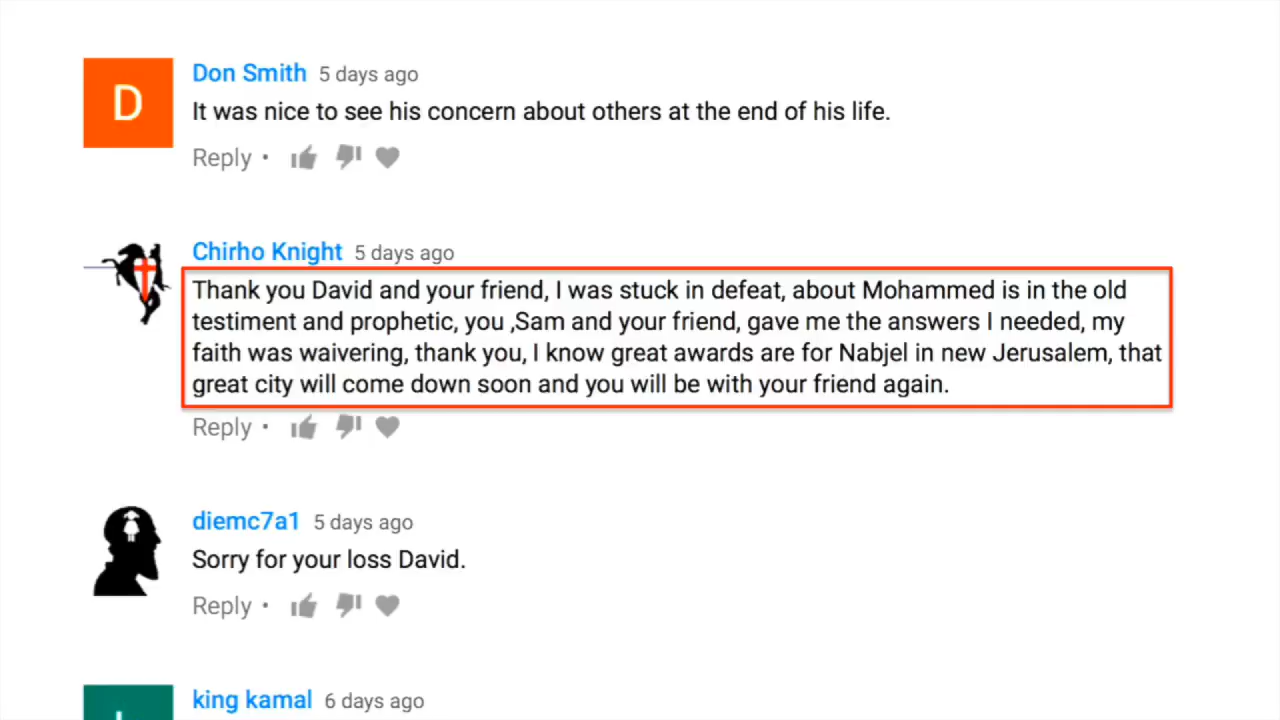 D
Don Smith 5 days ago
It was nice to see his concern about others at the end of his life.
Reply •
Chirho Knight 5 days ago
Thank you David and your friend, I was stuck in defeat, about Mohammed is in the old
testiment and prophetic, you ,Sam and your friend, gave me the answers I needed, my
faith was waivering, thank you, I know great awards are for Nabjel in new Jerusalem, that
great city will come down soon and you will be with your friend again.
Reply •
diemc7a1 5 days ago
Sorry for your loss David.
Reply •
king kamal 6 days ago